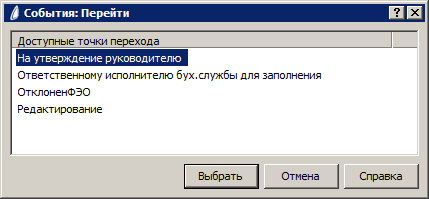 События: Перейти
Доступные точки перехода
На утверждение руководителю
Ответственному исполнителю бух.службы для заполнения
ОтклоненФЭО
Редактирование
Выбрать Отмена Справка